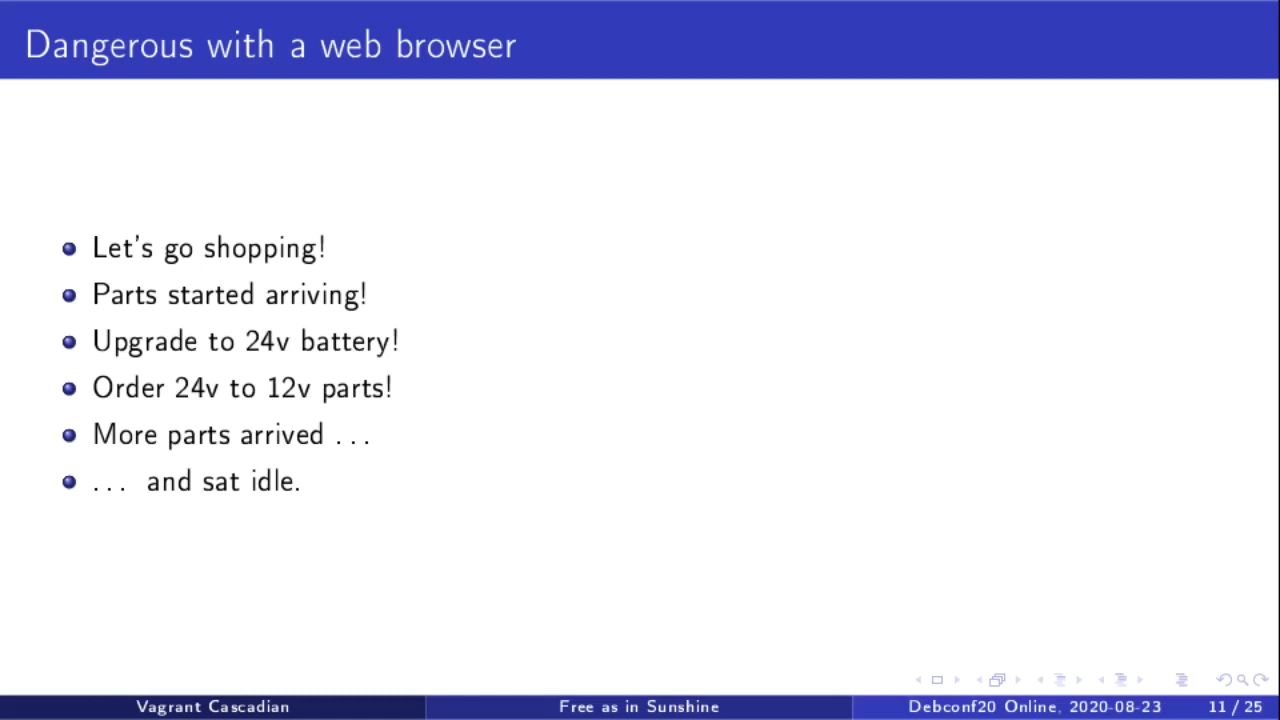 Dangerous with a web browser
Let's go shopping!
Parts started arriving!
Upgrade to 24v battery!
Order 24v to 12v parts!
More parts arrived ...
... and sat idle.
Vagrant Cascadian
Free as in Sunshine
Debconf20 Online, 2020-08-23
11 / 25